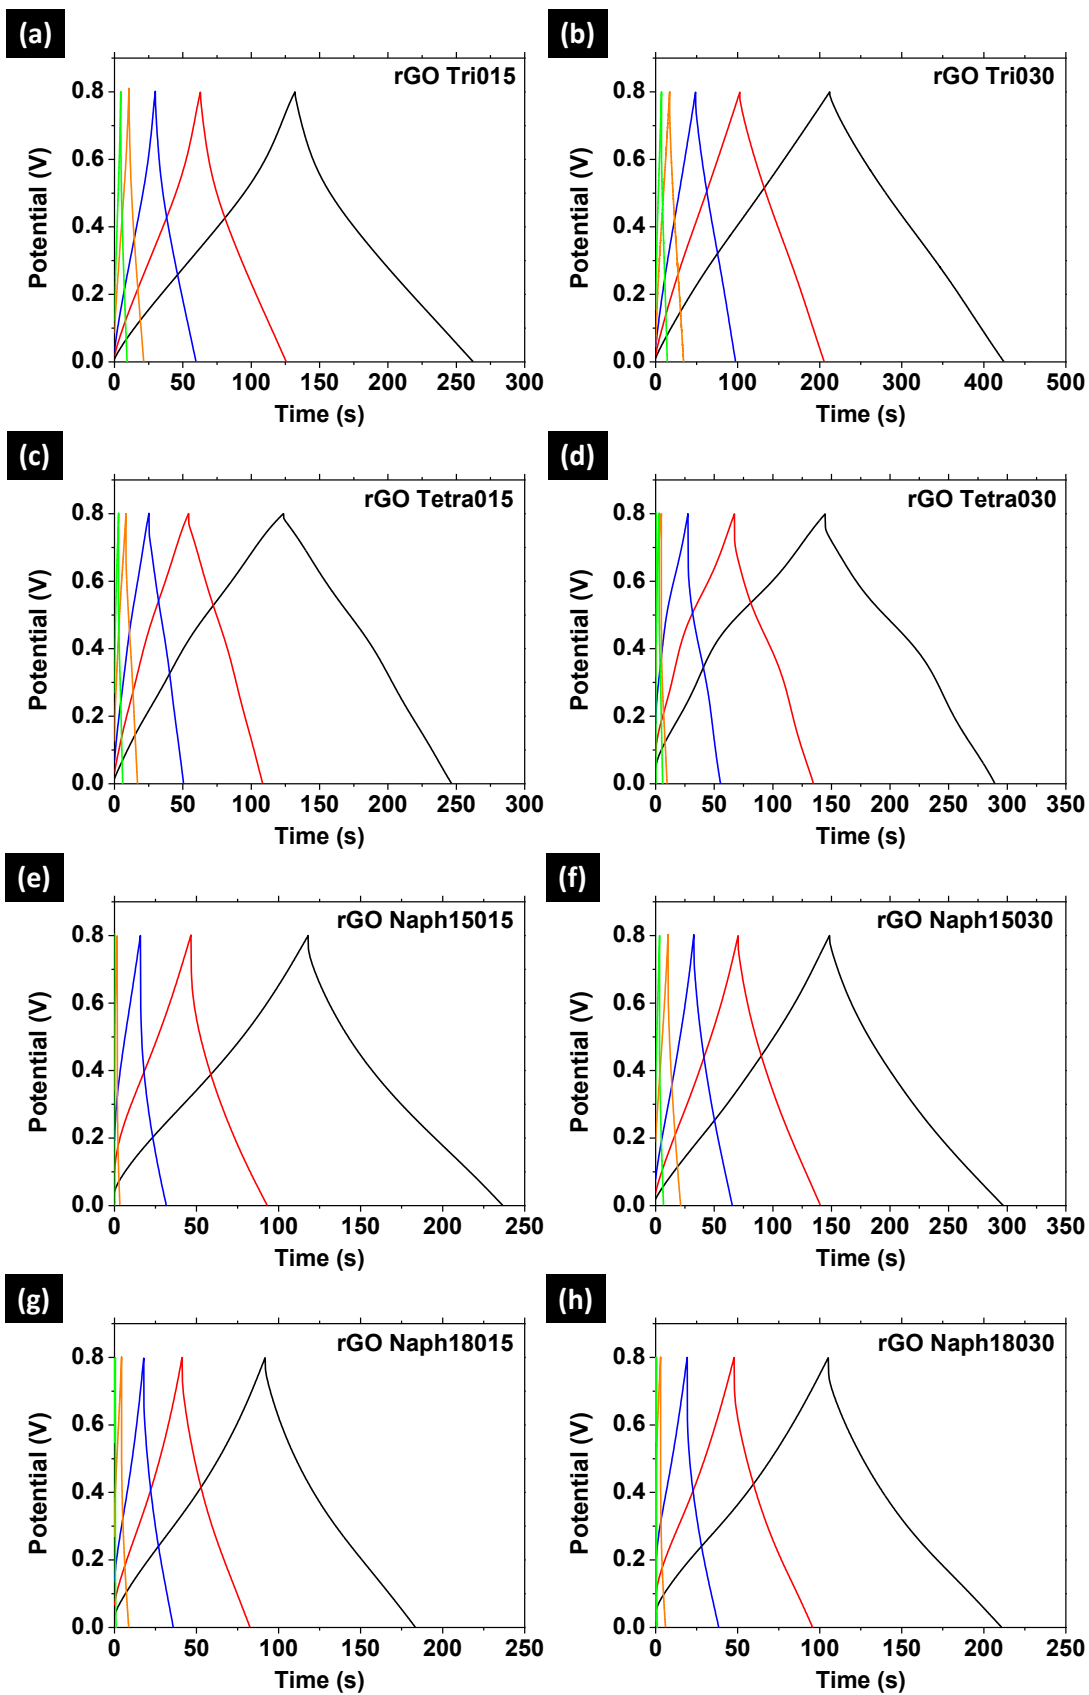 (a)
rGO Tri015
0.8
0.6
0.4
0.2
0.0
Potential (V)
0 50 100 150 200 250 300
Time (s)
(b)
rGO Tri030
0.8
0.6
0.4
0.2
0.0
Potential (V)
0 100 200 300 400 500
Time (s)
(c)
rGO Tetra015
0.8
0.6
0.4
0.2
0.0
Potential (V)
0 50 100 150 200 250 300
Time (s)
(d)
rGO Tetra030
0.8
0.6
0.4
0.2
0.0
Potential (V)
0 50 100 150 200 250 300 350
Time (s)
(e)
rGO Naph15015
0.8
0.6
0.4
0.2
0.0
Potential (V)
0 50 100 150 200 250
Time (s)
(f)
rGO Naph15030
0.8
0.6
0.4
0.2
0.0
Potential (V)
0 50 100 150 200 250 300 350
Time (s)
(g)
rGO Naph18015
0.8
0.6
0.4
0.2
0.0
Potential (V)
0 50 100 150 200 250
Time (s)
(h)
rGO Naph18030
0.8
0.6
0.4
0.2
0.0
Potential (V)
0 50 100 150 200 250
Time (s)